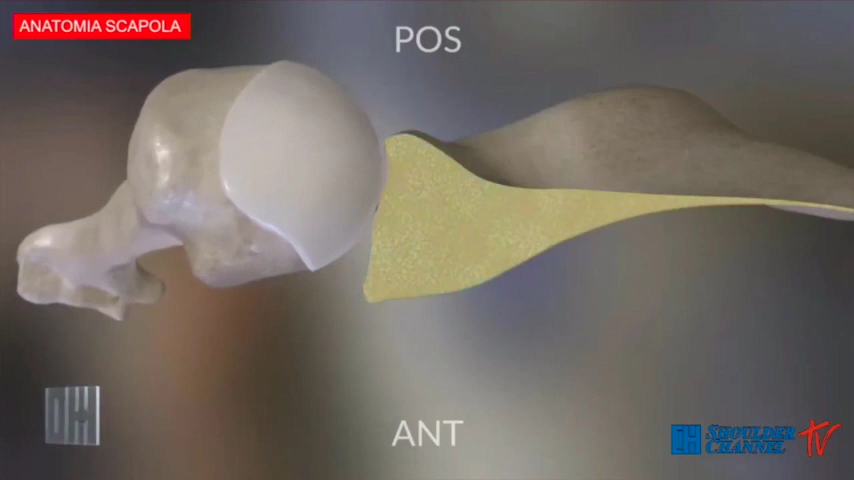 ANATOMIA SCAPOLA
POS
ANT
SHOULDER
CHANNEL
TV